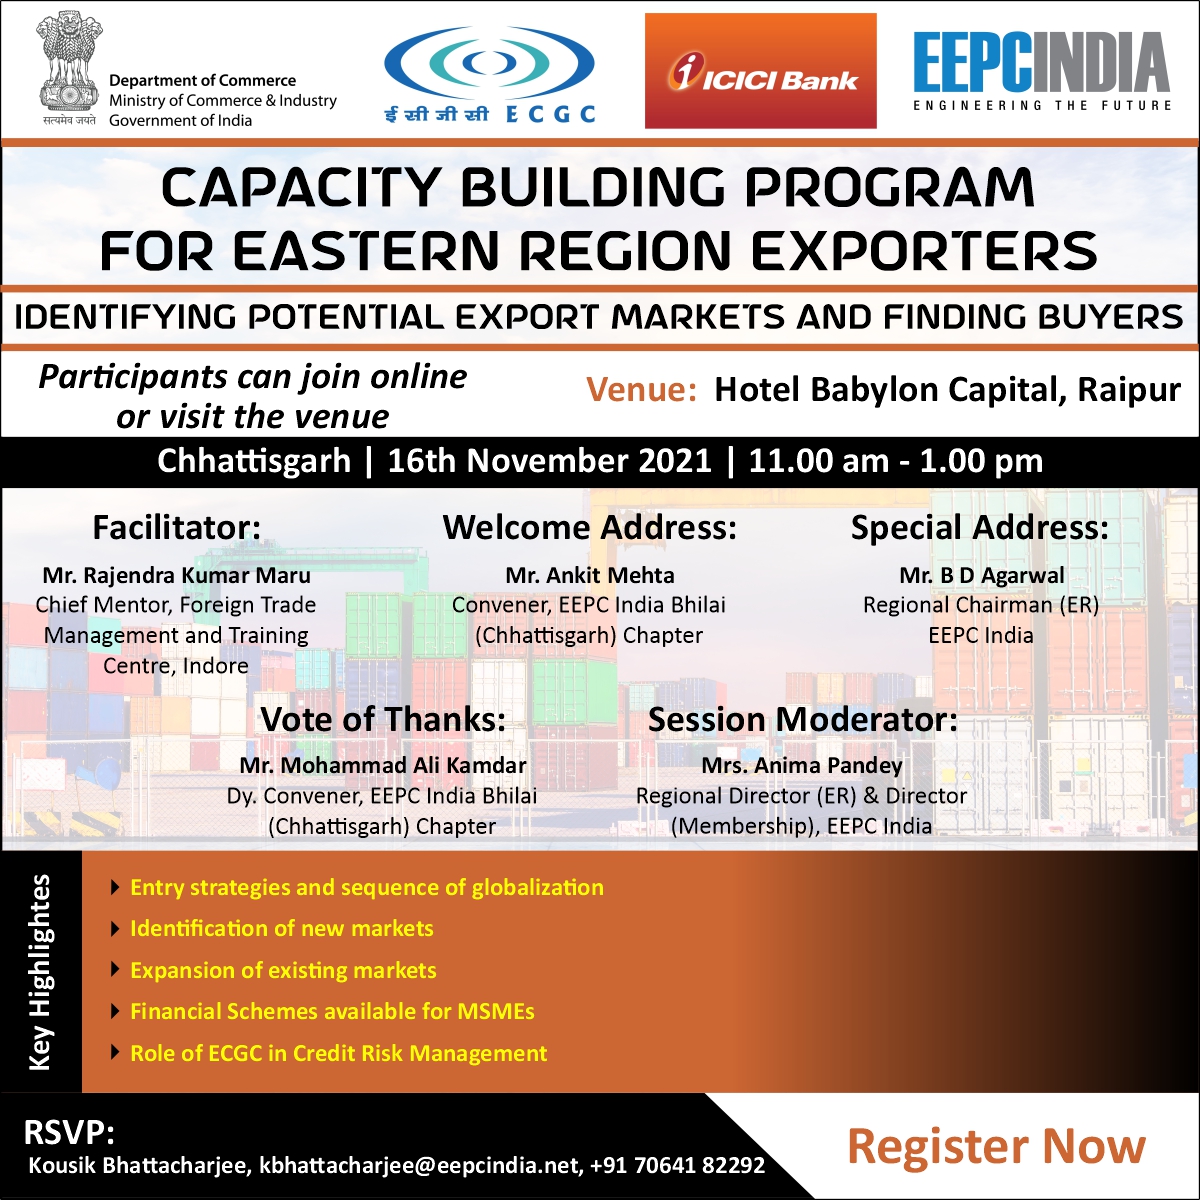 सत्यमेव जयते
Department of Commerce
Ministry of Commerce & Industry
Government of India
ई सी जी सी ECGC
i ICICI Bank
EEPCINDIA
ENGINEERING THE FUTURE
CAPACITY BUILDING PROGRAM
FOR EASTERN REGION EXPORTERS
IDENTIFYING POTENTIAL EXPORT MARKETS AND FINDING BUYERS
Participants can join online
or visit the venue
Venue: Hotel Babylon Capital, Raipur
Chhattisgarh | 16th November 2021 | 11.00 am - 1.00 pm
Facilitator:
Mr. Rajendra Kumar Maru
Chief Mentor, Foreign Trade
Management and Training
Centre, Indore
Welcome Address:
Mr. Ankit Mehta
Convener, EEPC India Bhilai
(Chhattisgarh) Chapter
Special Address:
Mr. B D Agarwal
Regional Chairman (ER)
EEPC India
Vote of Thanks:
Mr. Mohammad Ali Kamdar
Dy. Convener, EEPC India Bhilai
(Chhattisgarh) Chapter
Session Moderator:
Mrs. Anima Pandey
Regional Director (ER) & Director
(Membership), EEPC India
Key Highlightes
Entry strategies and sequence of globalization
Identification of new markets
Expansion of existing markets
Financial Schemes available for MSMEs
Role of ECGC in Credit Risk Management
RSVP:
Kousik Bhattacharjee, kbhattacharjee@eepcindia.net, +91 70641 82292
Register Now